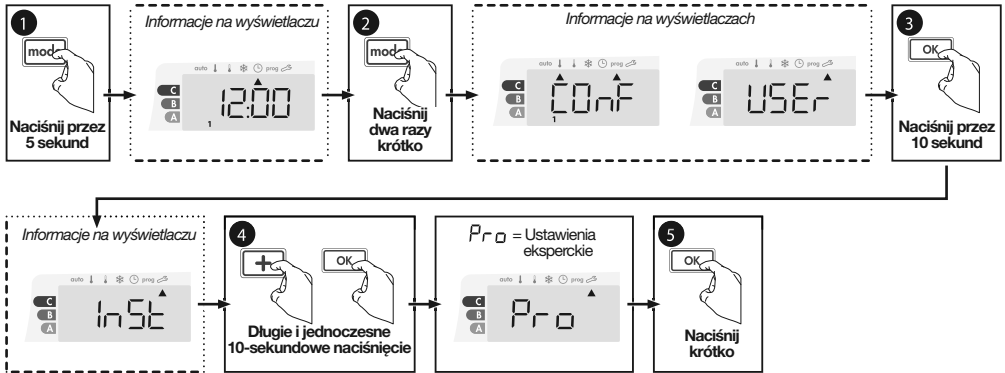 1
mode
Naciśnij przez
5 sekund
Informacje na wyświetlaczu
auto prog
C
B
A
12:00
1
2
mode
Naciśnij
dwa razy
krótko
Informacje na wyświetlaczach
auto prog
C
B
A
COnF
1
auto prog
C
B
A
USEr
3
OK
Naciśnij przez
10 sekund
Informacje na wyświetlaczu
auto prog
C
B
A
InSt
4
+
OK
Długie i jednoczesne
10-sekundowe naciśnięcie
Pro = Ustawienia
eksperckie
auto prog
C
B
A
Pro
5
OK
Naciśnij
krótko